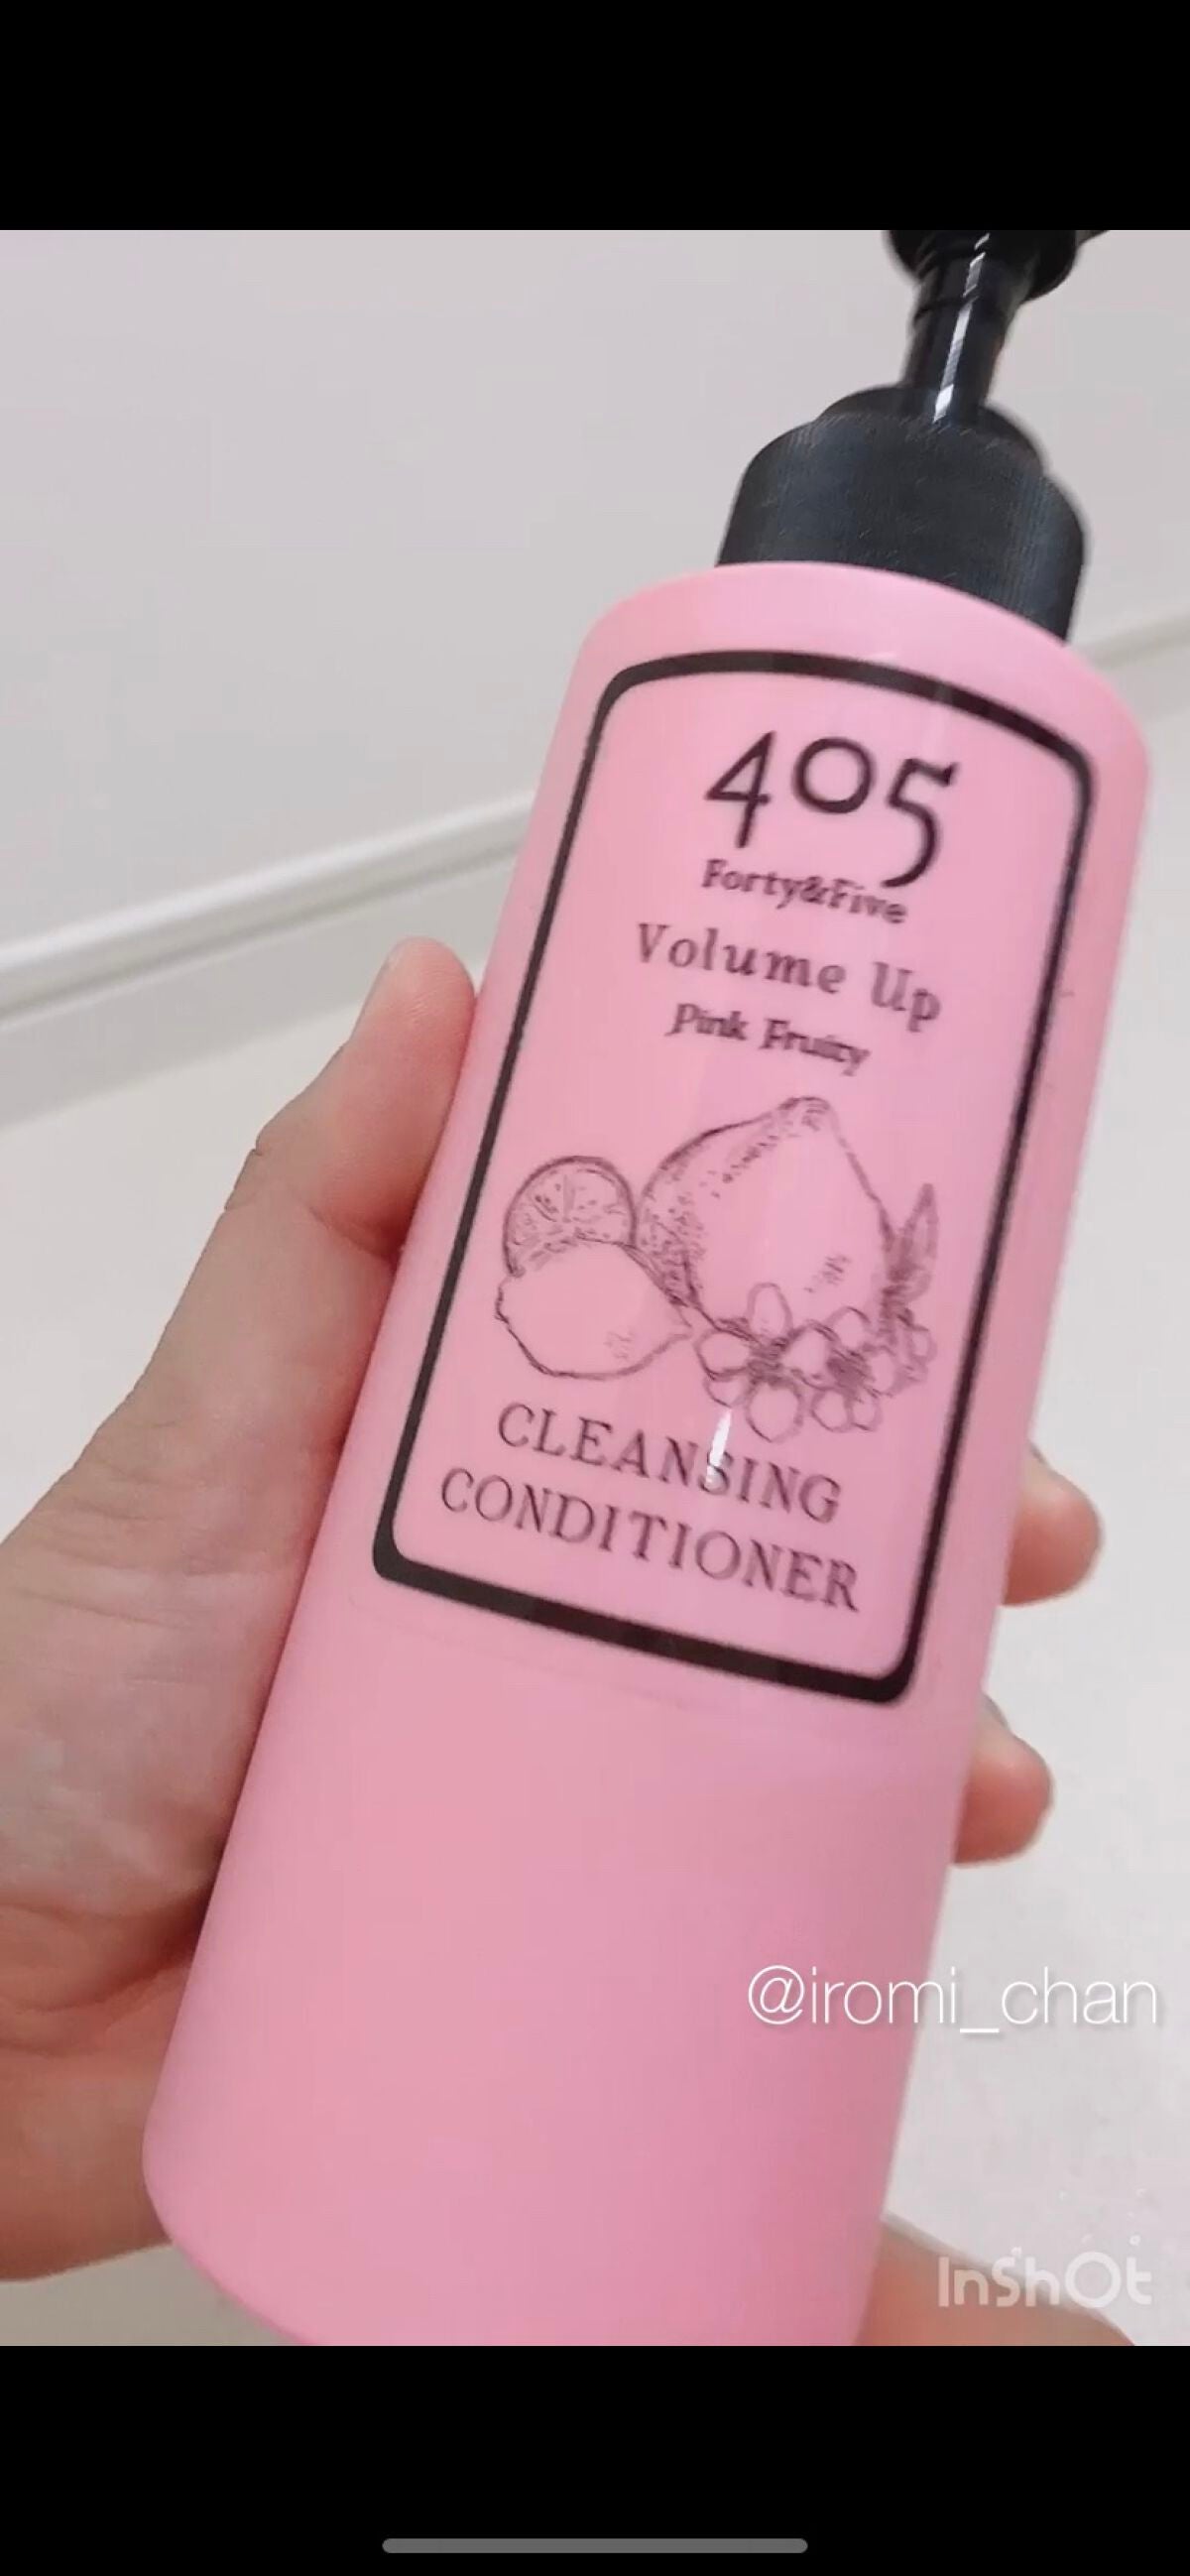 405
Forty&Five
Volume Up
Pink Fruity
CLEANSING
CONDITIONER
@iromi_chan
InShOt